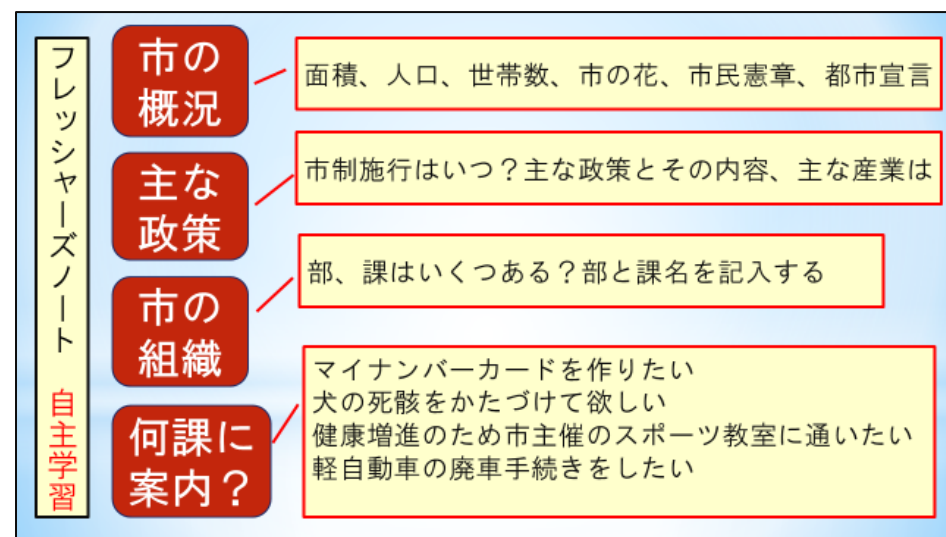 フレッシャーズノート 自主学習
市の
概況
面積、人口、世帯数、市の花、市民憲章、都市宣言
主な
政策
市制施行はいつ？主な政策とその内容、主な産業は
市の
組織
部、課はいくつある？部と課名を記入する
何課に
案内？
マイナンバーカードを作りたい
犬の死骸をかたづけて欲しい
健康増進のため市主催のスポーツ教室に通いたい
軽自動車の廃車手続きをしたい